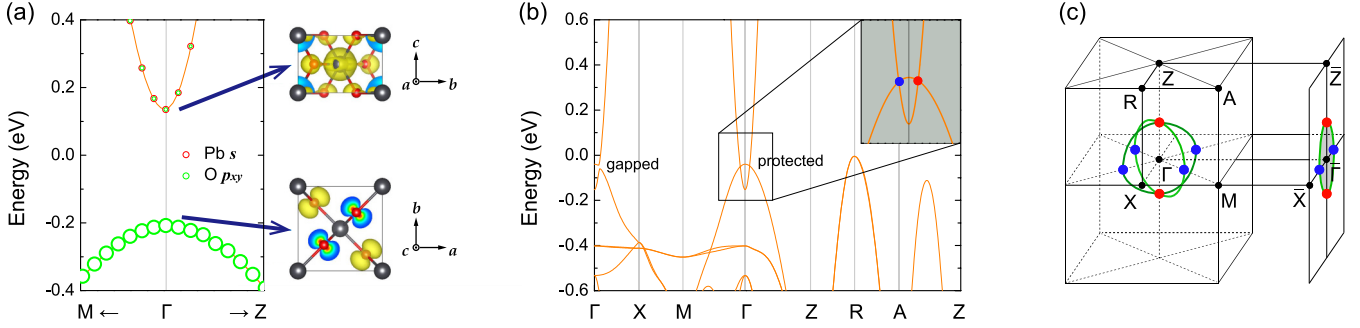 (a)
Energy (eV)
0.4
0.2
0.0
-0.2
-0.4
M ← Γ → Z
Pb s
O pxy
c
a b
b
c a
(b)
Energy (eV)
0.6
0.4
0.2
0.0
-0.2
-0.4
-0.6
gapped
protected
Γ X M Γ Z R A Z
(c)
Z Z̅
R A
Γ Γ̅
X M X̅